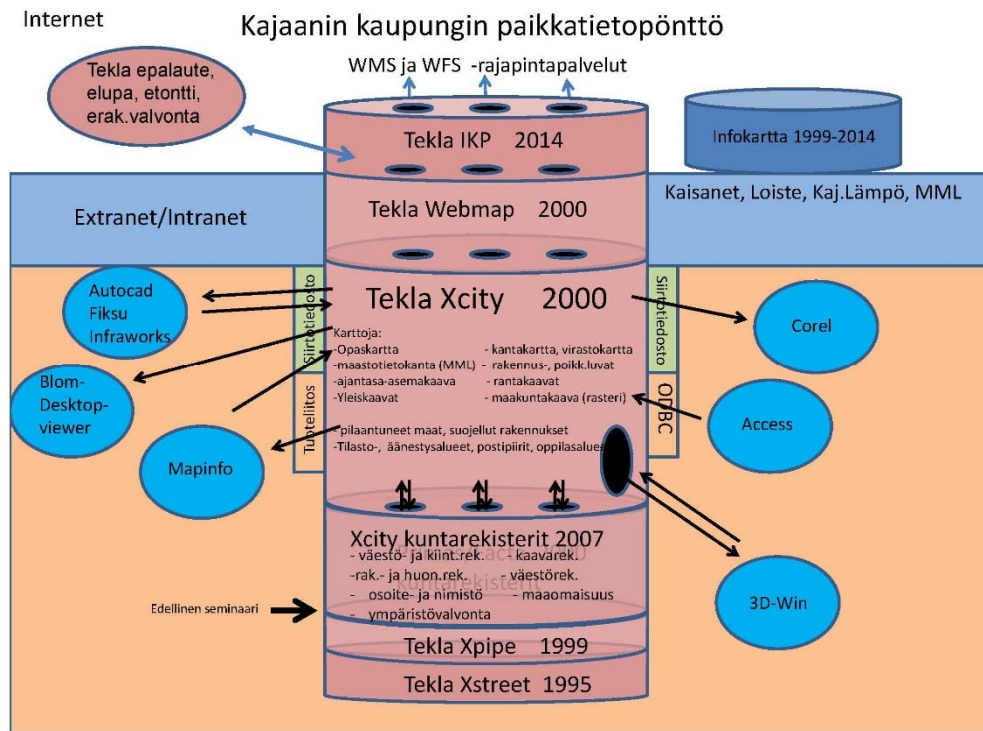 Internet
Kajaanin kaupungin paikkatietopönttö
WMS ja WFS -rajapintapalvelut
Tekla epalaute,
elupa, etontti,
erak.valvonta
Tekla IKP 2014
Infokartta 1999-2014
Extranet/Intranet
Tekla Webmap 2000
Kaisanet, Loiste, Kaj.Lämpö, MML
Siirtotiedosto
Tekla Xcity 2000
Siirtotiedosto
Autocad
Fiksu
Infraworks
Corel
Karttoja:
-Opaskartta - kantakartta, virastokartta
-maastotietokanta (MML) - rakennus-, poikk.luvat
-ajantasa-asemakaava - rantakaavat
-Yleiskaavat - maakuntakaava (rasteri)
-pilaantuneet maat, suojellut rakennukset
-Tilasto-, äänestysalueet, postipiirit, oppilasalue
Blom-
Desktop-
viewer
Tuoteliitos
ODBC
Access
Mapinfo
Xcity kuntarekisterit 2007
kuntarekisterit
- väestö- ja kiint.rek. - kaavarek.
-rak.- ja huon.rek. - väestörek.
- osoite- ja nimistö - maaomaisuus
- ympäristövalvonta
Edellinen seminaari
3D-Win
Tekla Xpipe 1999
Tekla Xstreet 1995